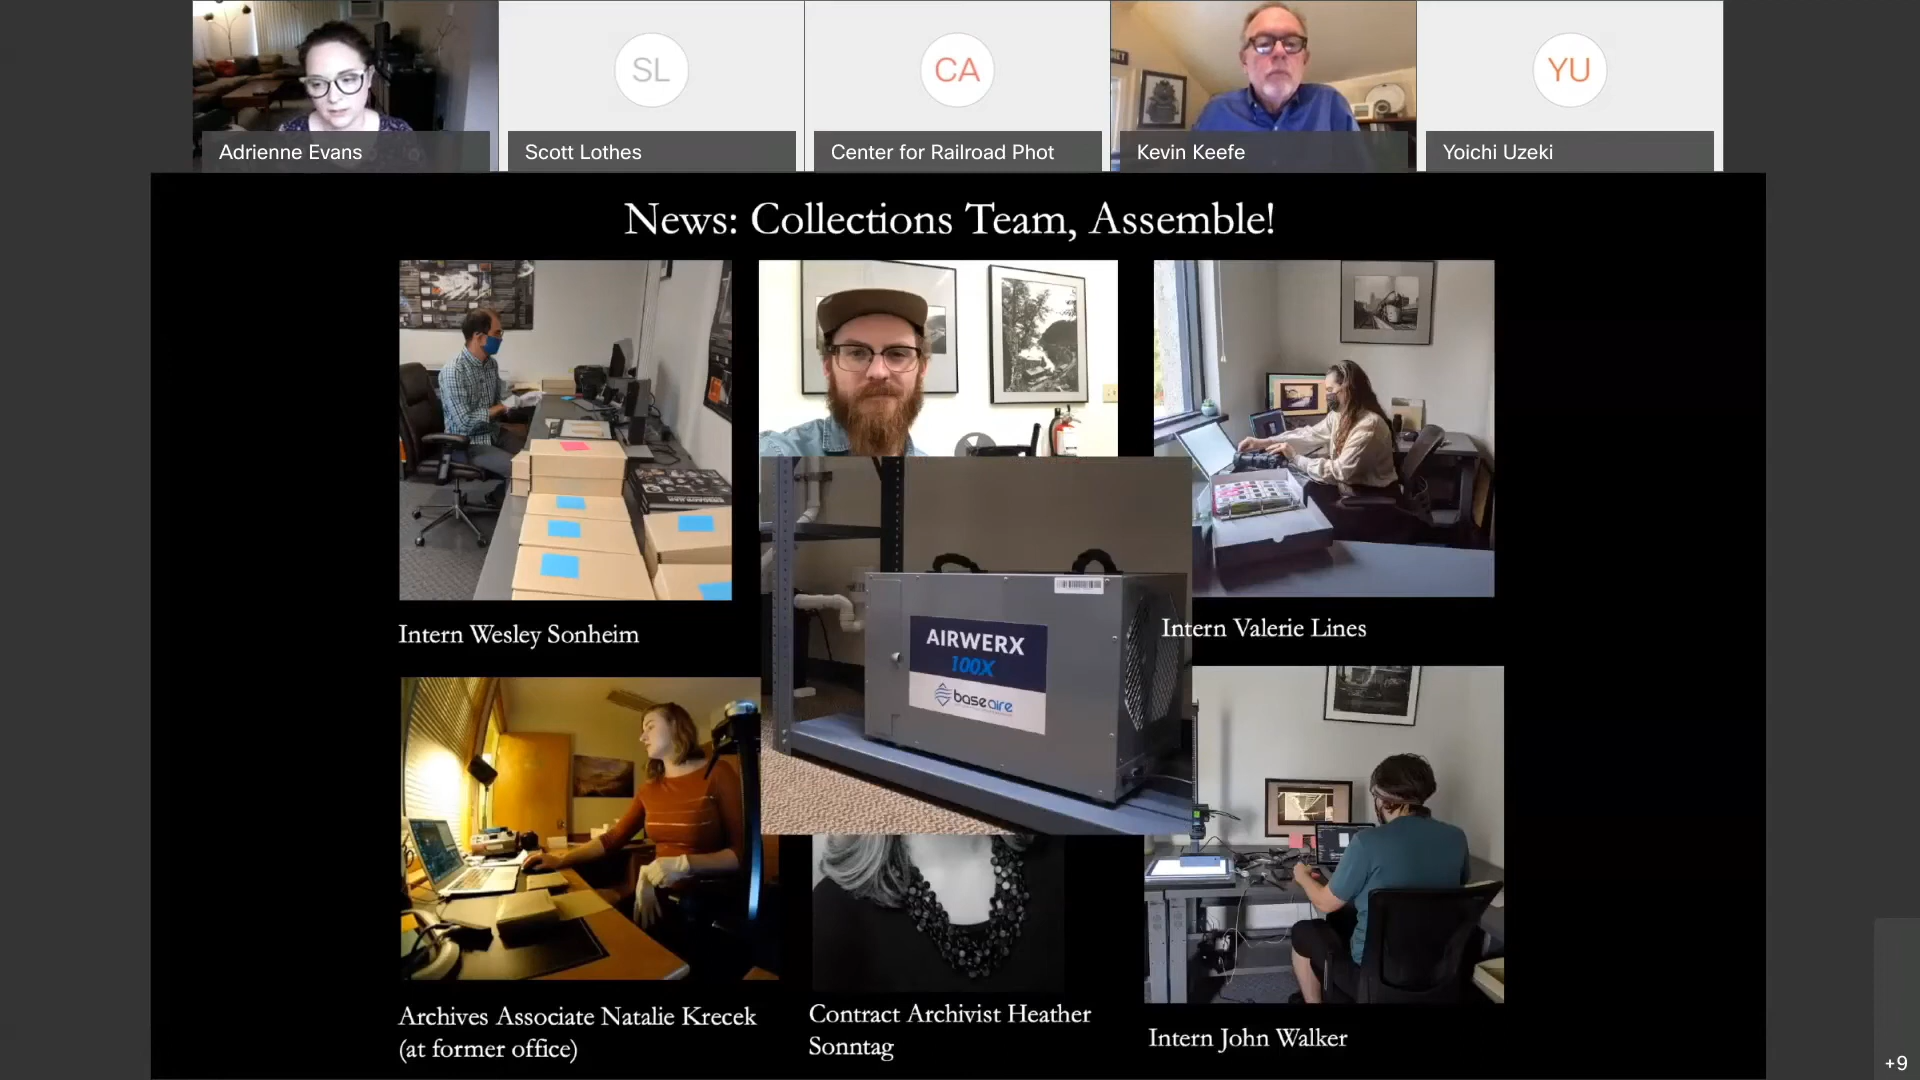 SL
CA
YU
Adrienne Evans
Scott Lothes
Center for Railroad Phot
Kevin Keefe
Yoichi Uzeki
News: Collections Team, Assemble!
Intern Wesley Sonheim
Intern Valerie Lines
AIRWERX
100X
base aire
Archives Associate Natalie Krecek
(at former office)
Contract Archivist Heather
Sonntag
Intern John Walker
+9